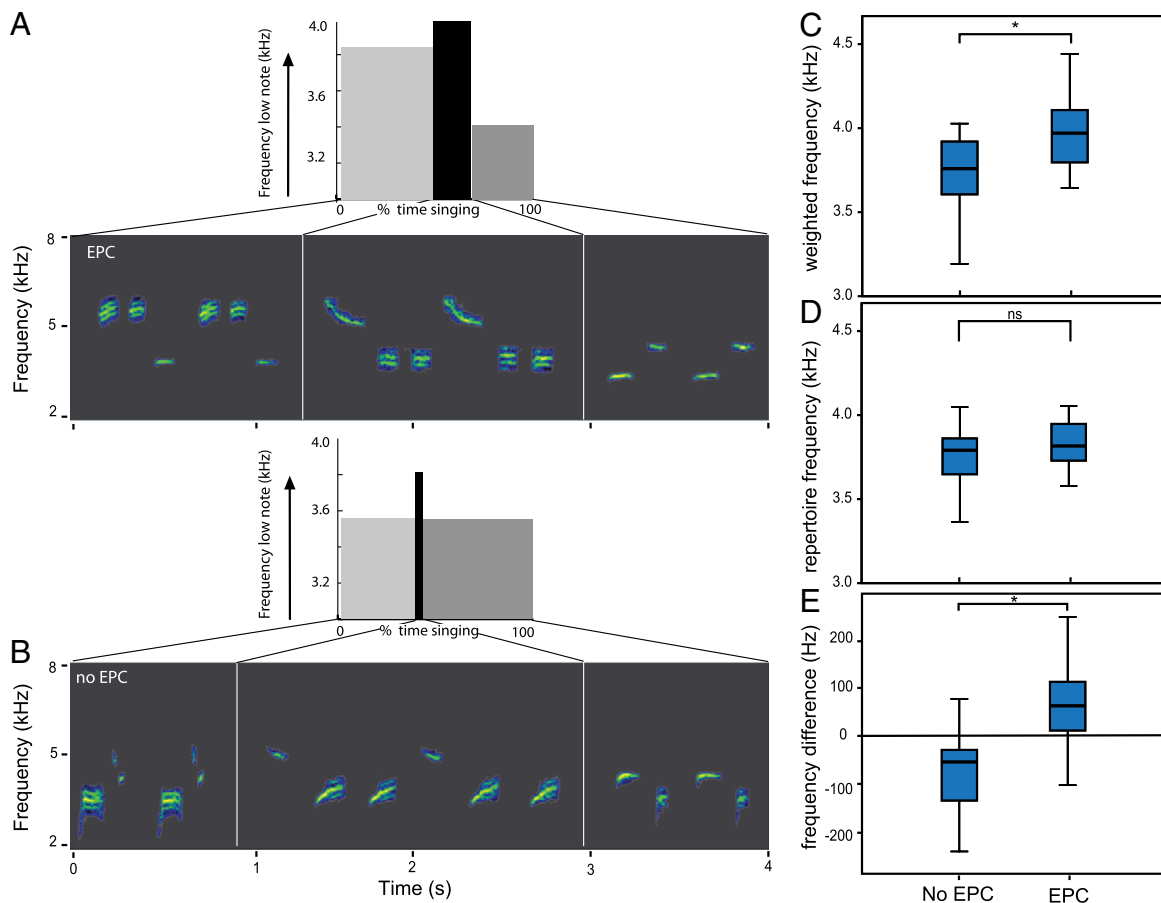 A
Frequency low note (kHz)
4.0
3.6
3.2
0
% time singing
100
Frequency (kHz)
8
5
2
EPC
1
2
3
4
Frequency low note (kHz)
4.0
3.6
3.2
0
% time singing
100
B
Frequency (kHz)
8
5
2
no EPC
0
1
2
3
4
Time (s)
C
weighted frequency (kHz)
4.5
4.0
3.5
3.0
*
D
repertoire frequency (kHz)
4.5
4.0
3.5
3.0
ns
E
frequency difference (Hz)
200
100
0
-100
-200
*
No EPC
EPC